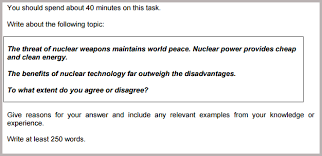 You should spend about 40 minutes on this task.
Write about the following topic:
The threat of nuclear weapons maintains world peace. Nuclear power provides cheap
and clean energy.
The benefits of nuclear technology far outweigh the disadvantages.
To what extent do you agree or disagree?
Give reasons for your answer and include any relevant examples from your knowledge or
experience.
Write at least 250 words.